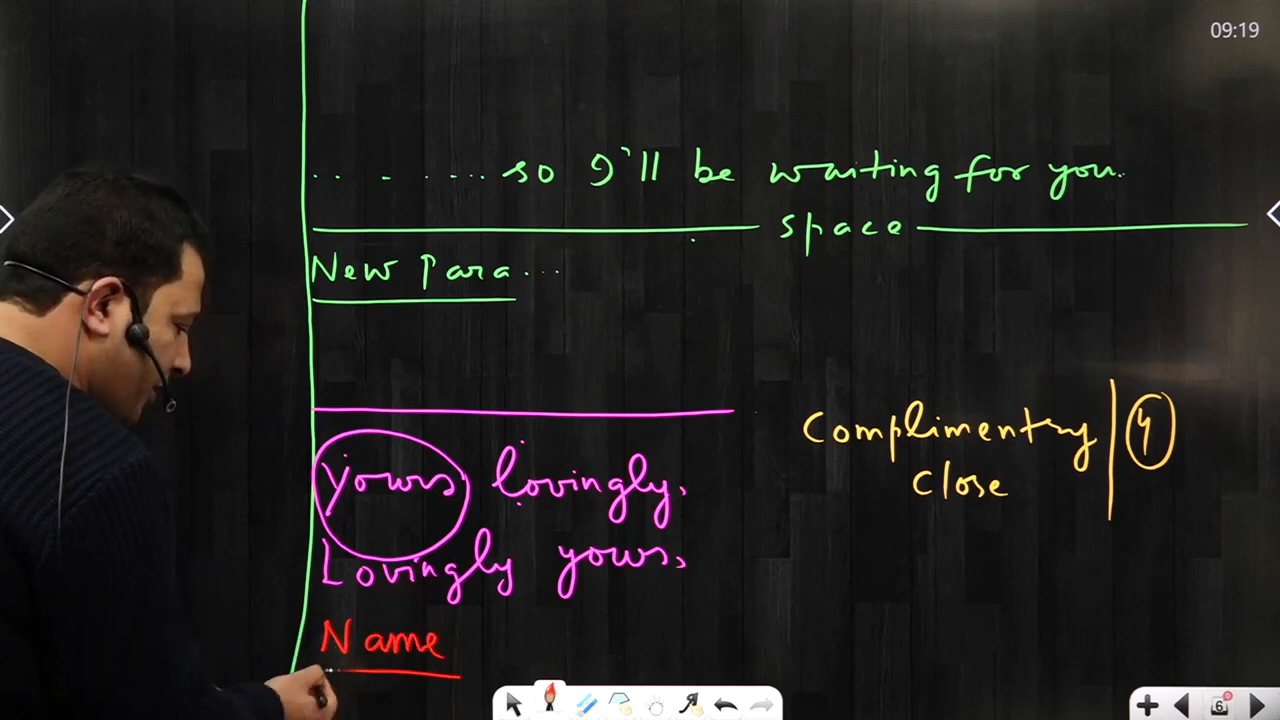 09:19
.. . .... so I'll be waiting for you..
space
New Para...
Complimentry | 4
Close
yours lovingly,
Lovingly yours,
Name
6